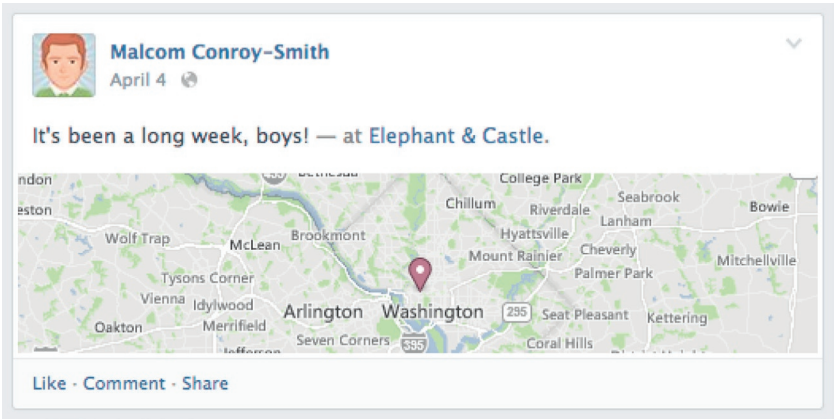 Malcom Conroy-Smith
April 4
It's been a long week, boys! — at Elephant & Castle.
College Park
Seabrook
Chillum
Riverdale
Bowie
Lanham
Wolf Trap
McLean
Brookmont
Hyattsville
Mount Rainier
Cheverly
Mitchellville
Palmer Park
Tysons Corner
Vienna
Idylwood
Arlington
Washington
295
Seat Pleasant
Kettering
Oakton
Merrifield
Seven Corners
395
Coral Hills
Like · Comment · Share